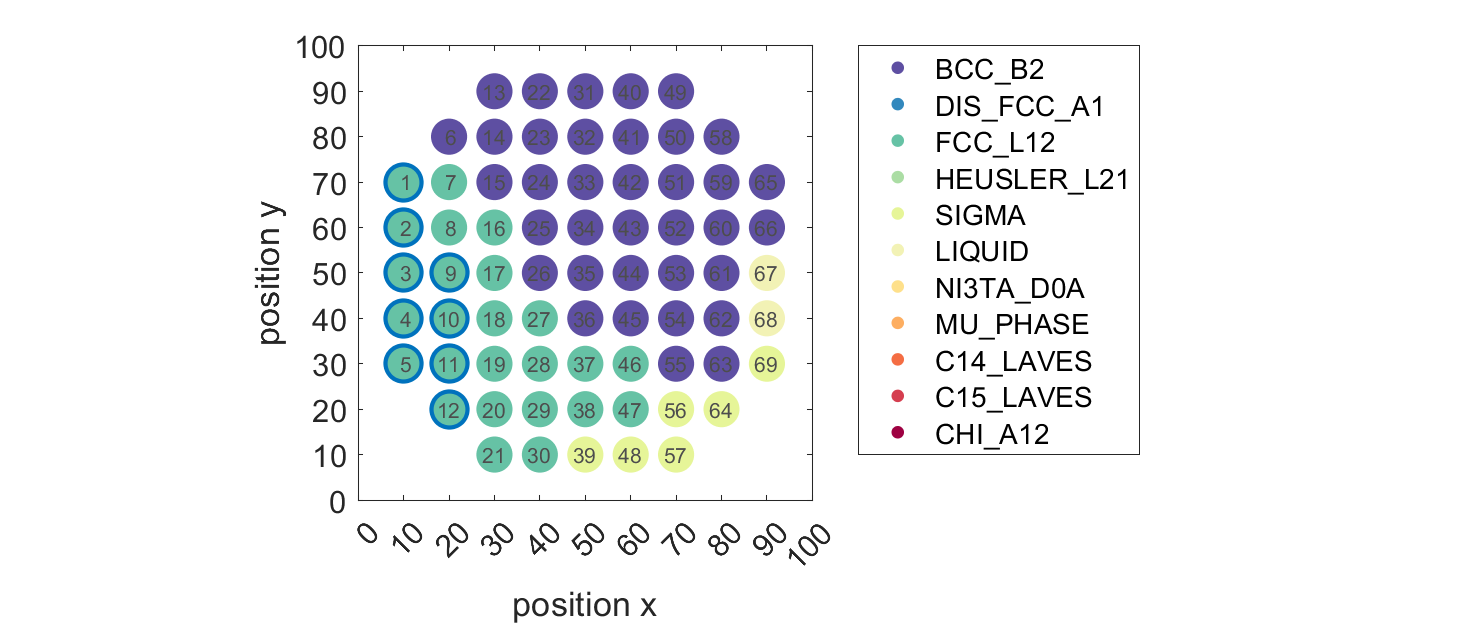 100
90
80
70
60
50
40
30
20
10
0
position y
13 22 31 40 49
6 14 23 32 41 50 58
1 7 15 24 33 42 51 59 65
2 8 16 25 34 43 52 60 66
3 9 17 26 35 44 53 61 67
4 10 18 27 36 45 54 62 68
5 11 19 28 37 46 55 63 69
12 20 29 38 47 56 64
21 30 39 48 57
0 10 20 30 40 50 60 70 80 90 100
position x
BCC_B2
DIS_FCC_A1
FCC_L12
HEUSLER_L21
SIGMA
LIQUID
NI3TA_D0A
MU_PHASE
C14_LAVES
C15_LAVES
CHI_A12